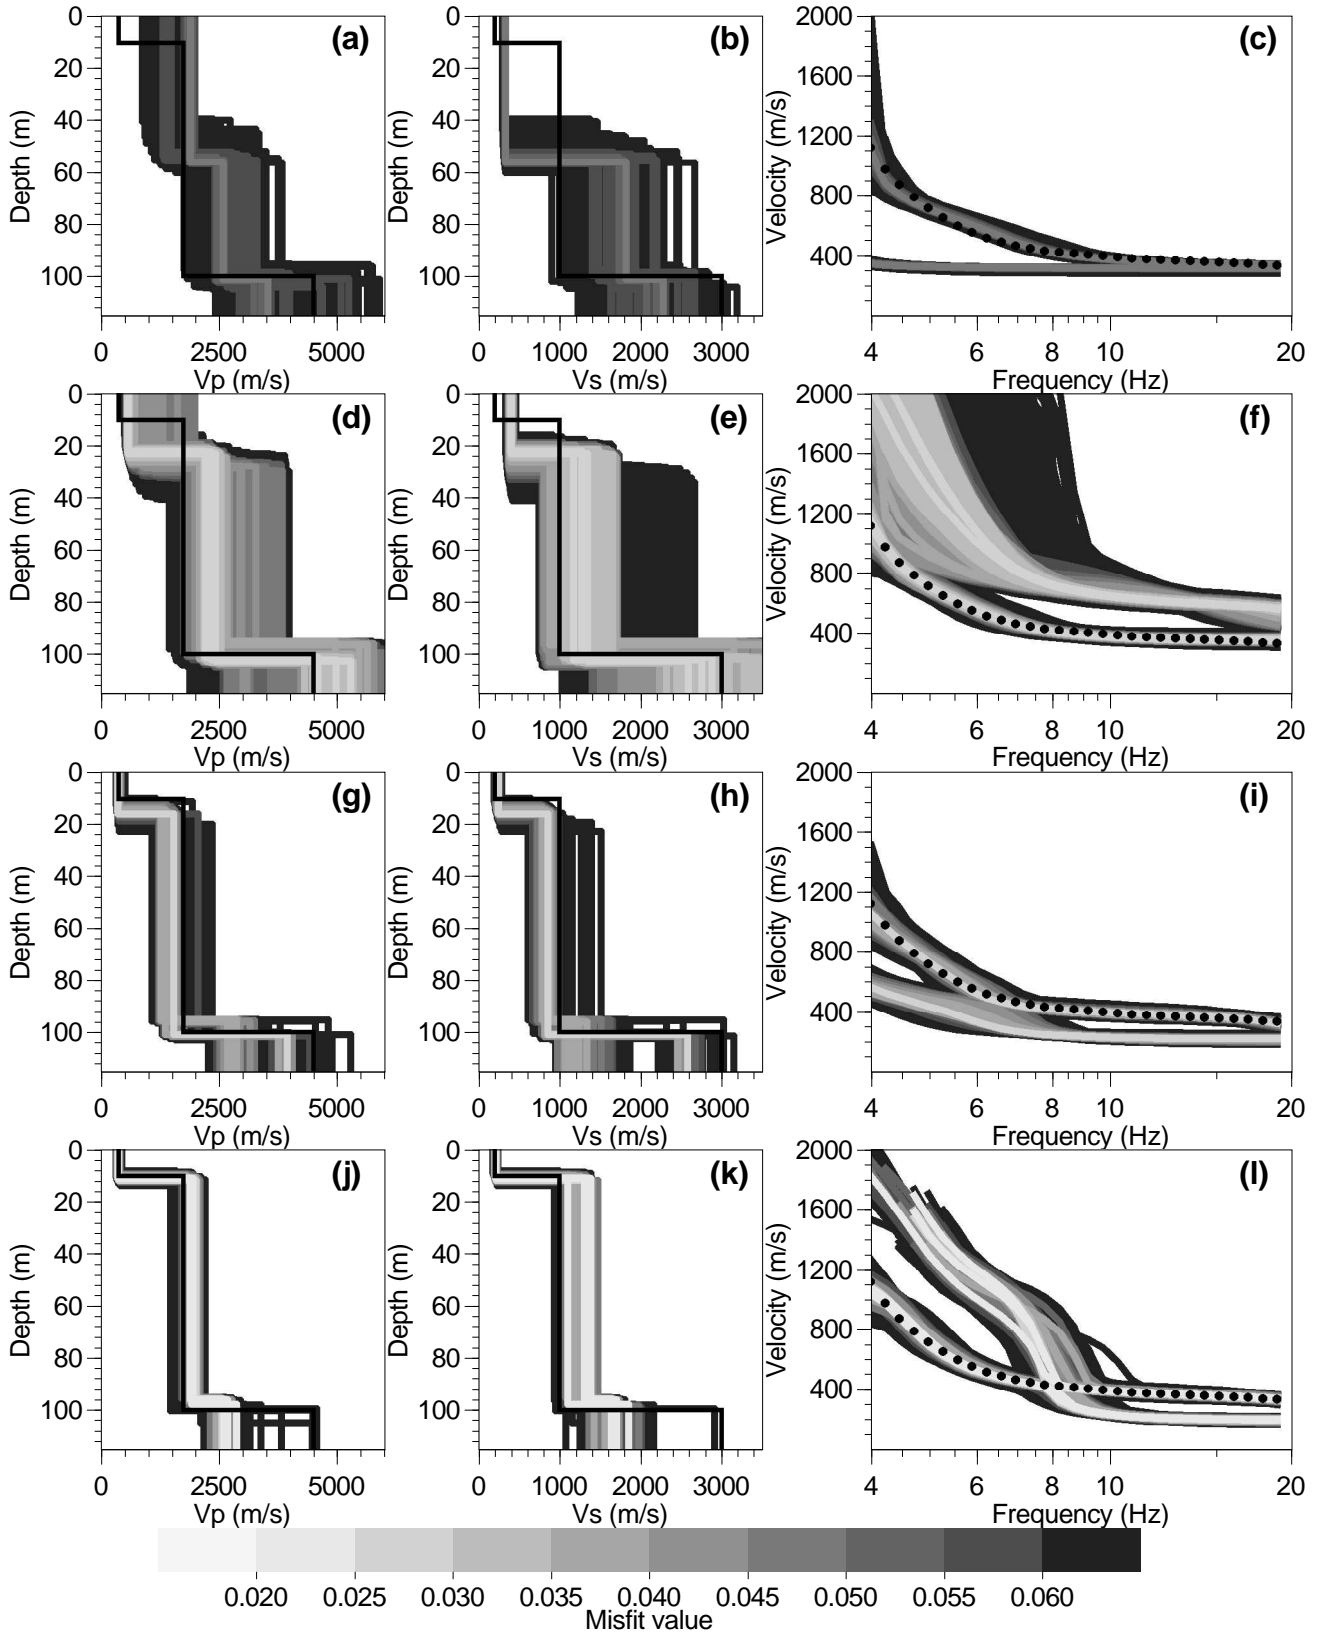 0
20
40
60
80
100
Depth (m)
0 2500 5000
Vp (m/s)
(a)
0
20
40
60
80
100
Depth (m)
0 1000 2000 3000
Vs (m/s)
(b)
2000
1600
1200
800
400
Velocity (m/s)
4 6 8 10 20
Frequency (Hz)
(c)
0
20
40
60
80
100
Depth (m)
0 2500 5000
Vp (m/s)
(d)
0
20
40
60
80
100
Depth (m)
0 1000 2000 3000
Vs (m/s)
(e)
2000
1600
1200
800
400
Velocity (m/s)
4 6 8 10 20
Frequency (Hz)
(f)
0
20
40
60
80
100
Depth (m)
0 2500 5000
Vp (m/s)
(g)
0
20
40
60
80
100
Depth (m)
0 1000 2000 3000
Vs (m/s)
(h)
2000
1600
1200
800
400
Velocity (m/s)
4 6 8 10 20
Frequency (Hz)
(i)
0
20
40
60
80
100
Depth (m)
0 2500 5000
Vp (m/s)
(j)
0
20
40
60
80
100
Depth (m)
0 1000 2000 3000
Vs (m/s)
(k)
2000
1600
1200
800
400
Velocity (m/s)
4 6 8 10 20
Frequency (Hz)
(l)
0.020 0.025 0.030 0.035 0.040 0.045 0.050 0.055 0.060
Misfit value